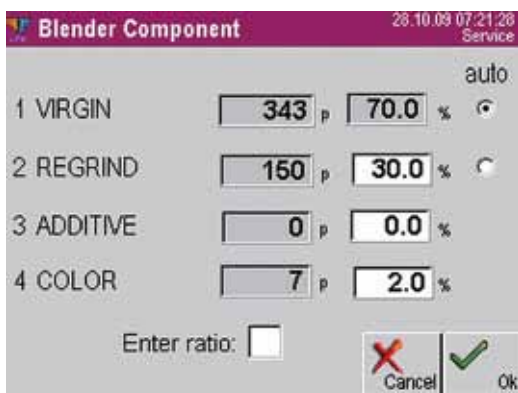 Blender Component
28.10.09 07:21:28
Service
auto
1 VIRGIN 343 p 70.0 %
2 REGRIND 150 p 30.0 %
3 ADDITIVE 0 p 0.0 %
4 COLOR 7 p 2.0 %
Enter ratio:
Cancel
Ok